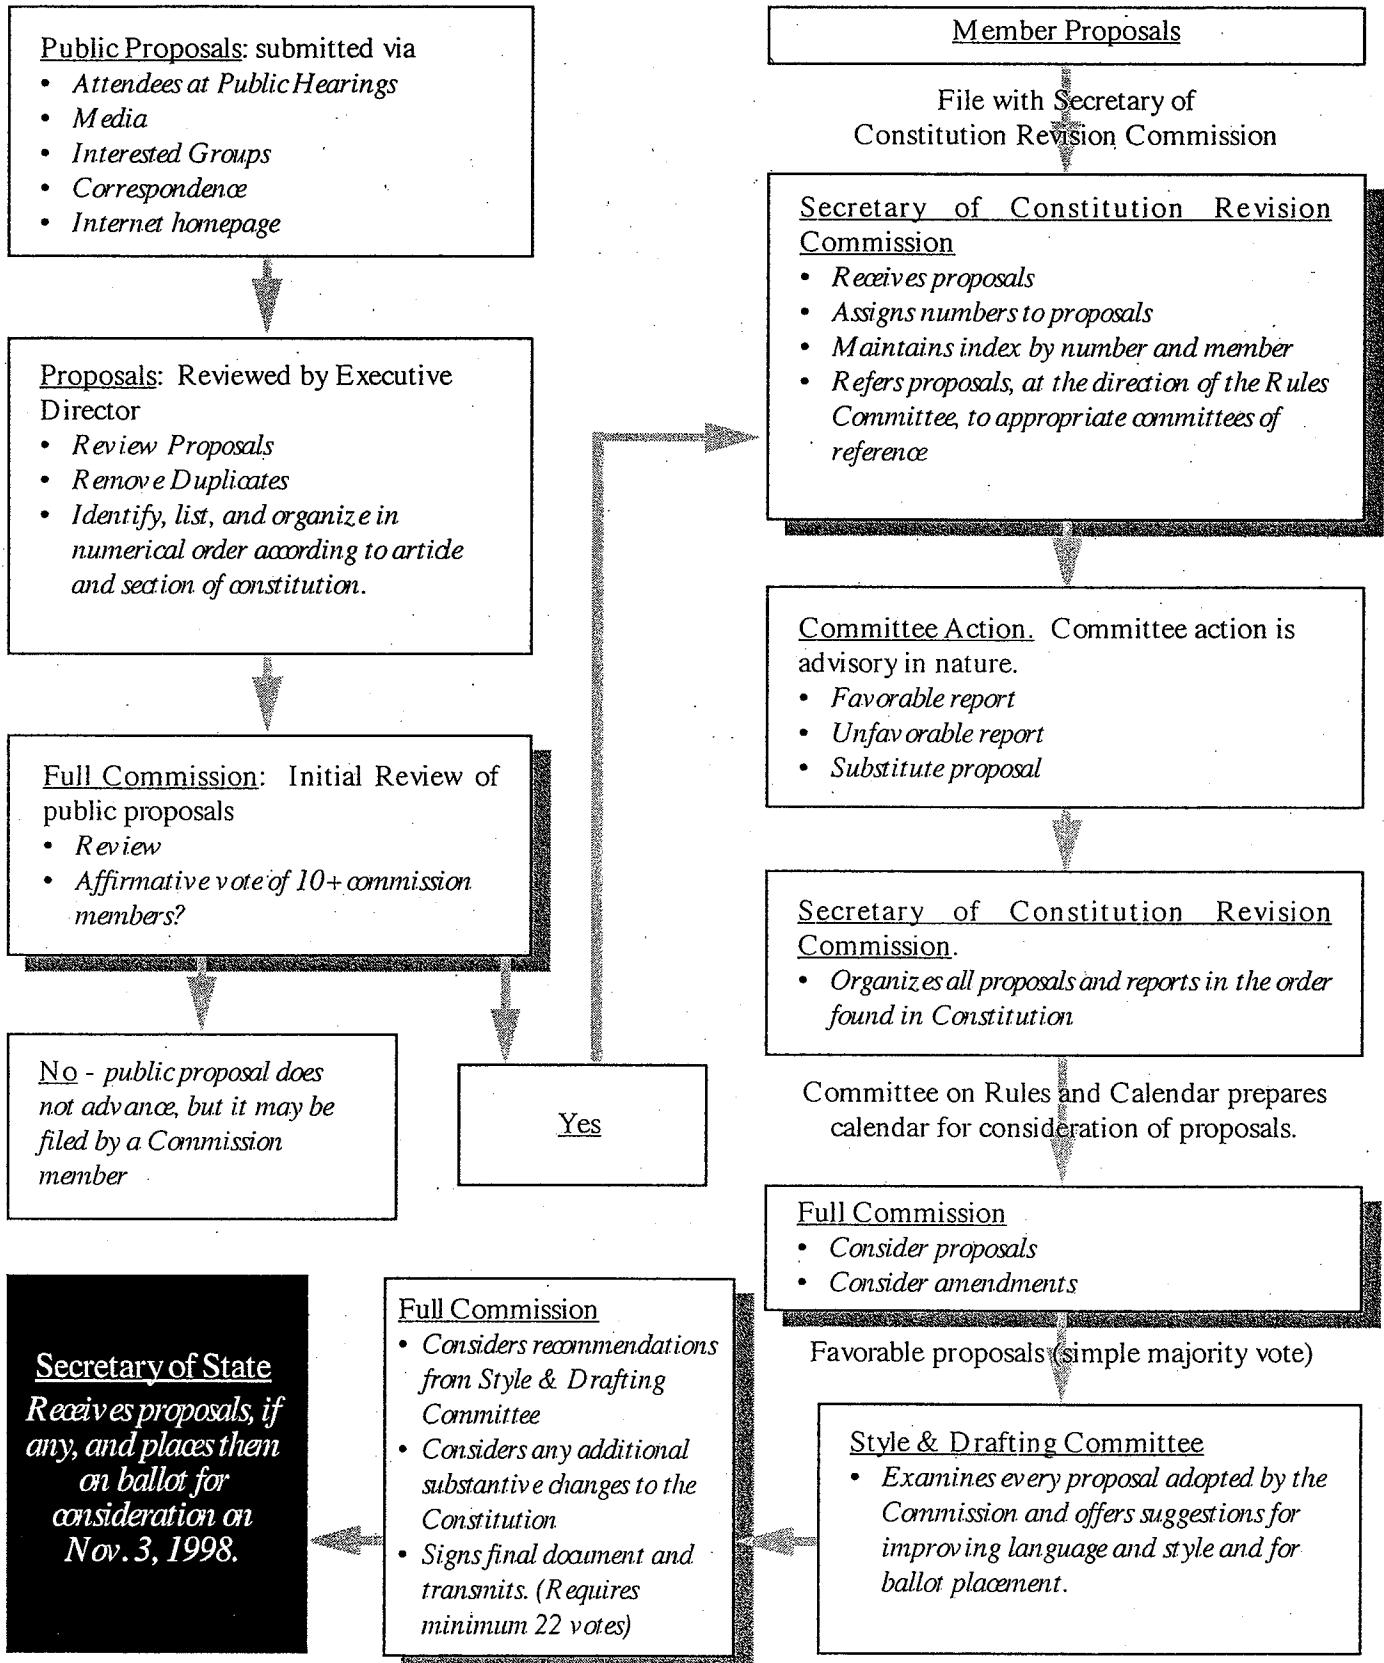 Public Proposals: submitted via
• Attendees at Public Hearings
• Media
• Interested Groups
• Correspondence
• Internet homepage
Proposals: Reviewed by Executive
Director
• Review Proposals
• Remove Duplicates
• Identify, list, and organize in
numerical order according to article
and section of constitution.
Full Commission: Initial Review of
public proposals
• Review
• Affirmative vote of 10+ commission
members?
No - public proposal does
not advance, but it may be
filed by a Commission
member
Yes
Member Proposals
File with Secretary of
Constitution Revision Commission
Secretary of Constitution Revision
Commission
• Receives proposals
• Assigns numbers to proposals
• Maintains index by number and member
• Refers proposals, at the direction of the Rules
Committee, to appropriate committees of
reference
Committee Action. Committee action is
advisory in nature.
• Favorable report
• Unfavorable report
• Substitute proposal
Secretary of Constitution Revision
Commission.
• Organizes all proposals and reports in the order
found in Constitution
Committee on Rules and Calendar prepares
calendar for consideration of proposals.
Full Commission
• Consider proposals
• Consider amendments
Favorable proposals (simple majority vote)
Style & Drafting Committee
• Examines every proposal adopted by the
Commission and offers suggestions for
improving language and style and for
ballot placement.
Full Commission
• Considers recommendations
from Style & Drafting
Committee
• Considers any additional
substantive changes to the
Constitution
• Signs final document and
transmits. (Requires
minimum 22 votes)
Secretary of State
Receives proposals, if
any, and places them
on ballot for
consideration on
Nov. 3, 1998.